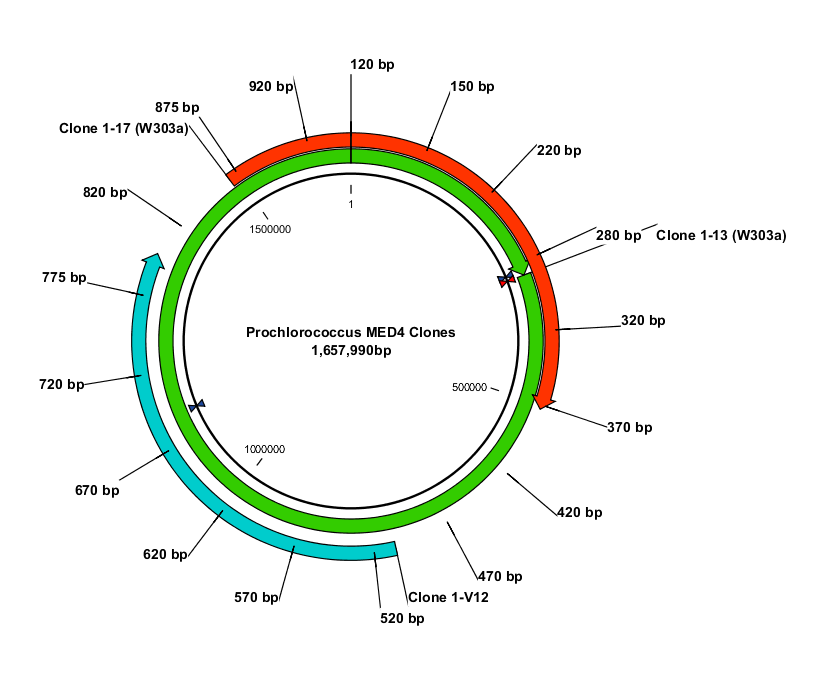 120 bp
920 bp
150 bp
875 bp
Clone 1-17 (W303a)
220 bp
820 bp
1
1500000
280 bp
Clone 1-13 (W303a)
775 bp
320 bp
Prochlorococcus MED4 Clones
1,657,990bp
720 bp
500000
370 bp
1000000
670 bp
420 bp
620 bp
470 bp
570 bp
Clone 1-V12
520 bp